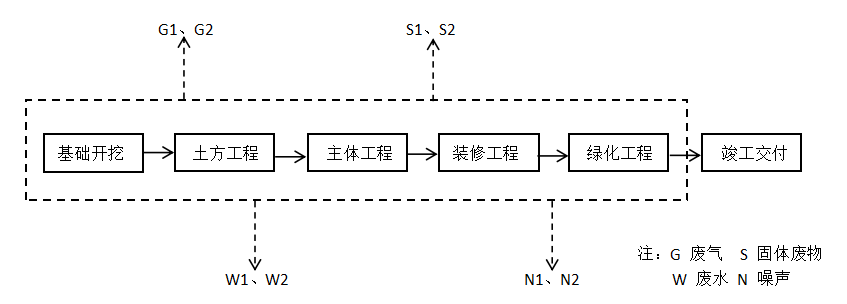 G1、G2 S1、S2
基础开挖 土方工程 主体工程 装修工程 绿化工程 竣工交付
W1、W2 N1、N2
注：G 废气 S 固体废物
W 废水 N 噪声